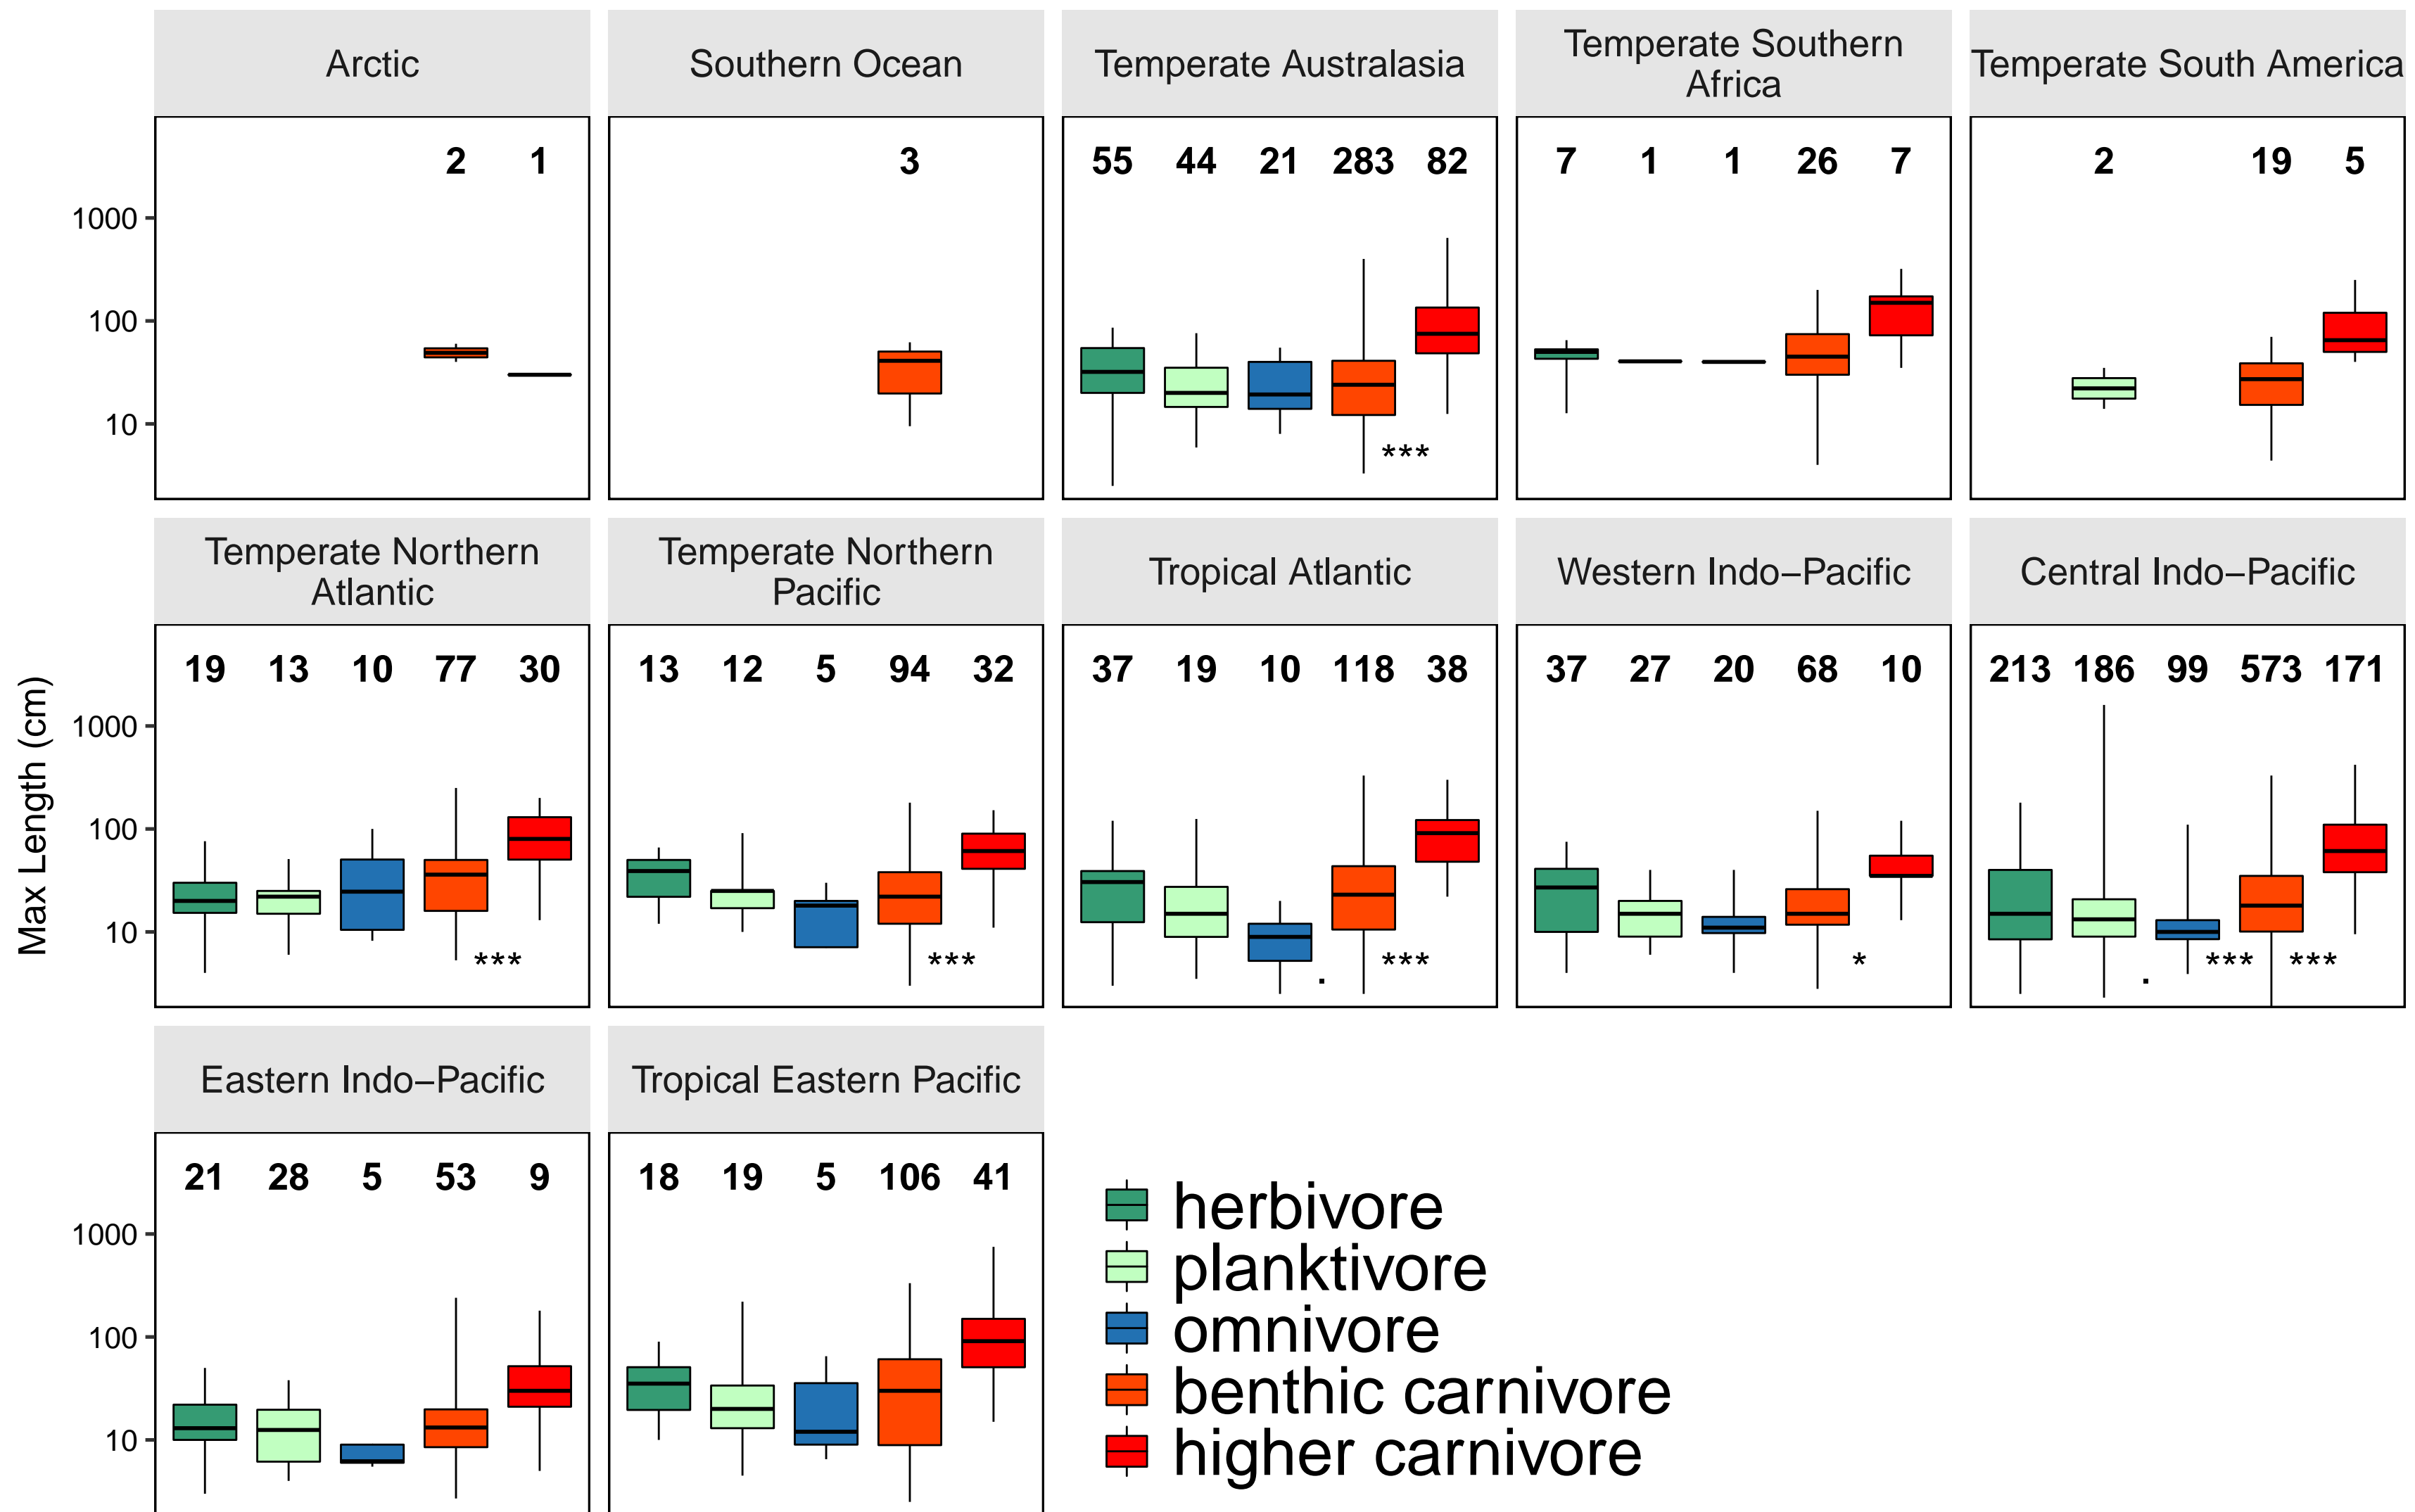 Arctic
Southern Ocean
Temperate Australasia
Temperate Southern
Africa
Temperate South America
2 1
3
55 44 21 283 82
7 1 1 26 7
2 19 5
1000
100
10
***
Temperate Northern
Atlantic
Temperate Northern
Pacific
Tropical Atlantic
Western Indo–Pacific
Central Indo–Pacific
19 13 10 77 30
13 12 5 94 32
37 19 10 118 38
37 27 20 68 10
213 186 99 573 171
Max Length (cm)
1000
100
10
***
***
. ***
*
. *** ***
Eastern Indo–Pacific
Tropical Eastern Pacific
21 28 5 53 9
18 19 5 106 41
1000
100
10
herbivore
planktivore
omnivore
benthic carnivore
higher carnivore